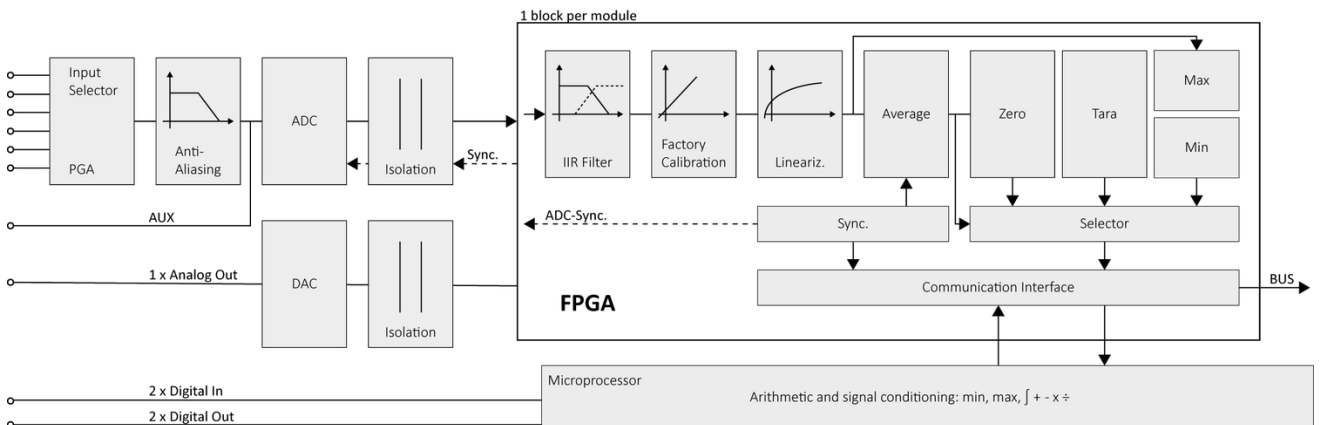 1 block per module
Input
Selector
PGA
Anti-
Aliasing
ADC
Isolation
Sync.
IIR Filter
Factory
Calibration
Lineariz.
Average
Zero
Tara
Max
Min
AUX
ADC-Sync.
Sync.
Selector
1 x Analog Out
DAC
Isolation
FPGA
Communication Interface
BUS
Microprocessor
2 x Digital In
Arithmetic and signal conditioning: min, max, ∫ + - x ÷
2 x Digital Out